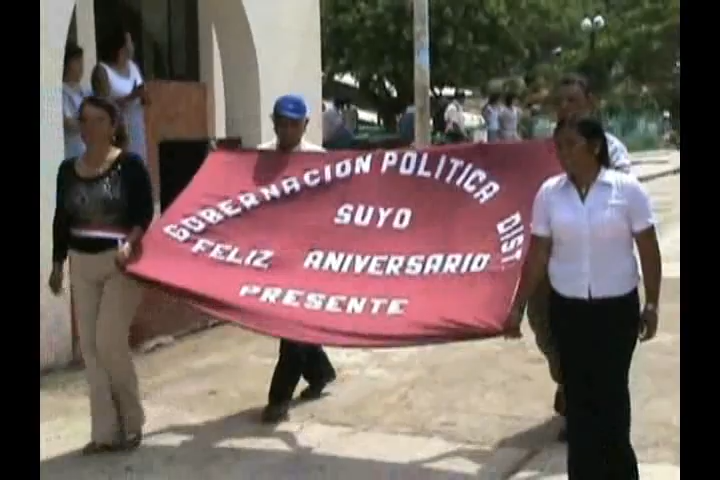 GOBERNACION POLITICA DIST.
SUYO
FELIZ ANIVERSARIO
PRESENTE